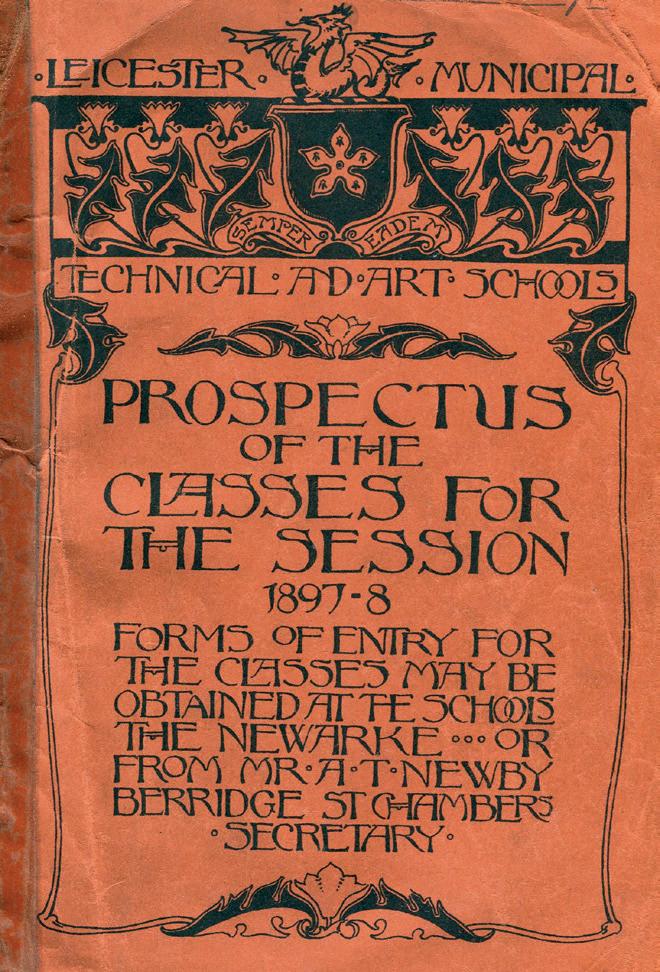 ·LEICESTER· ·MUNICIPAL·
SEMPER EADEM
TECHNICAL·AND·ART·SCHOOLS
PROSPECTUS
OF THE
CLASSES FOR
THE SESSION
1897-8
FORMS OF ENTRY FOR
THE CLASSES MAY BE
OBTAINED AT THE SCHOOLS
THE NEWARKE ∘∘∘ OR
FROM MR·A·T·NEWBY
BERRIDGE ST CHAMBERS
·SECRETARY·